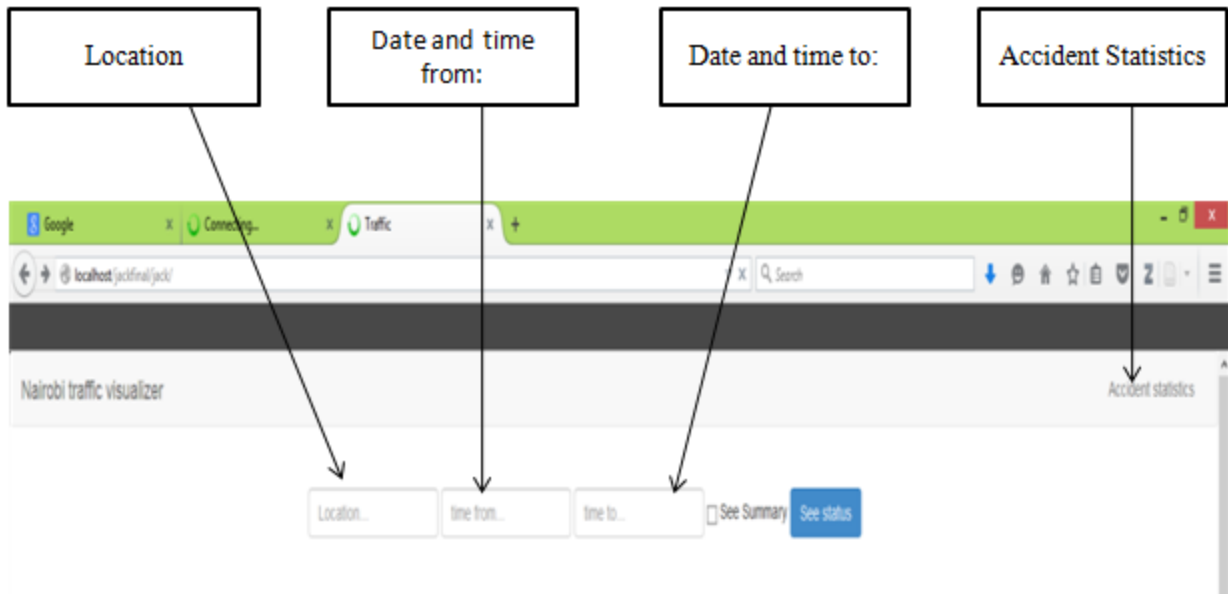 Location
Date and time
from:
Date and time to:
Accident Statistics
Google
Connecting...
Traffic
localhost/jackfinal/jack/
Search
Nairobi traffic visualizer
Accident statistics
Location...
time from...
time to...
See Summary
See status